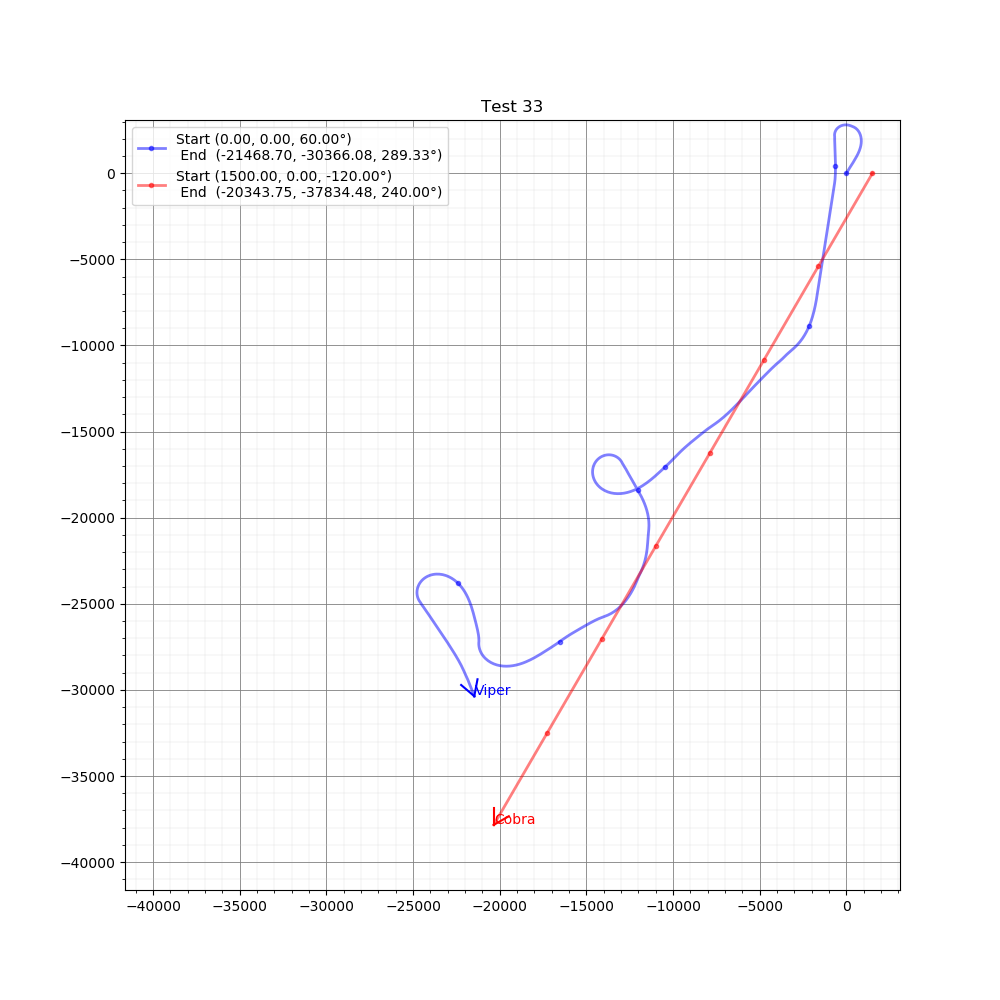 Test 33
Start (0.00, 0.00, 60.00°)
End (-21468.70, -30366.08, 289.33°)
Start (1500.00, 0.00, -120.00°)
End (-20343.75, -37834.48, 240.00°)
0
−5000
−10000
−15000
−20000
−25000
−30000
−35000
−40000
Viper
Cobra
−40000 −35000 −30000 −25000 −20000 −15000 −10000 −5000 0